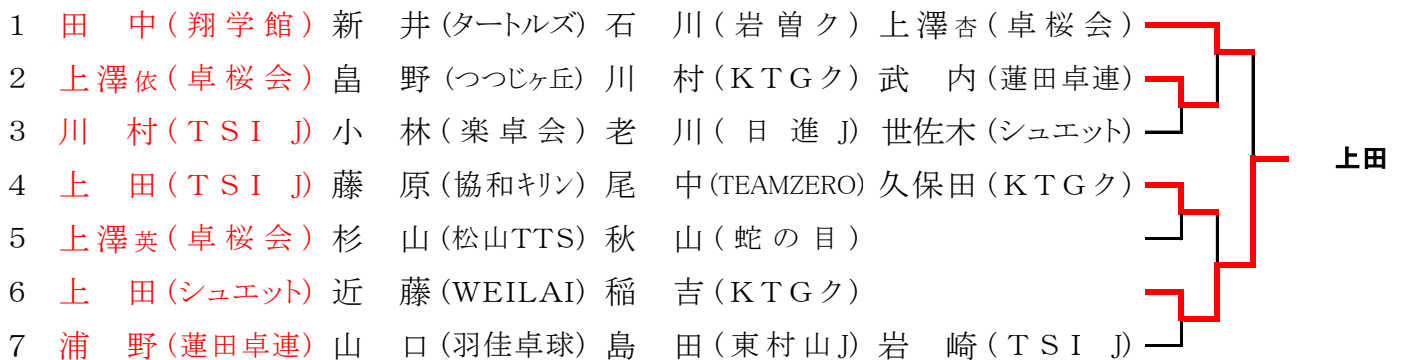 1 田 中 (翔学館) 新 井 (タートルズ) 石 川 (岩曽ク) 上澤杏 (卓桜会)
2 上澤依 (卓桜会) 畠 野 (つつじヶ丘) 川 村 (KTGク) 武 内 (蓮田卓連)
3 川 村 (TSI J) 小 林 (楽卓会) 老 川 (日進J) 世佐木 (シュエット)
上田
4 上 田 (TSI J) 藤 原 (協和キリン) 尾 中 (TEAMZERO) 久保田 (KTGク)
5 上澤英 (卓桜会) 杉 山 (松山TTS) 秋 山 (蛇の目)
6 上 田 (シュエット) 近 藤 (WEILAI) 稲 吉 (KTGク)
7 浦 野 (蓮田卓連) 山 口 (羽佳卓球) 島 田 (東村山J) 岩 崎 (TSI J)